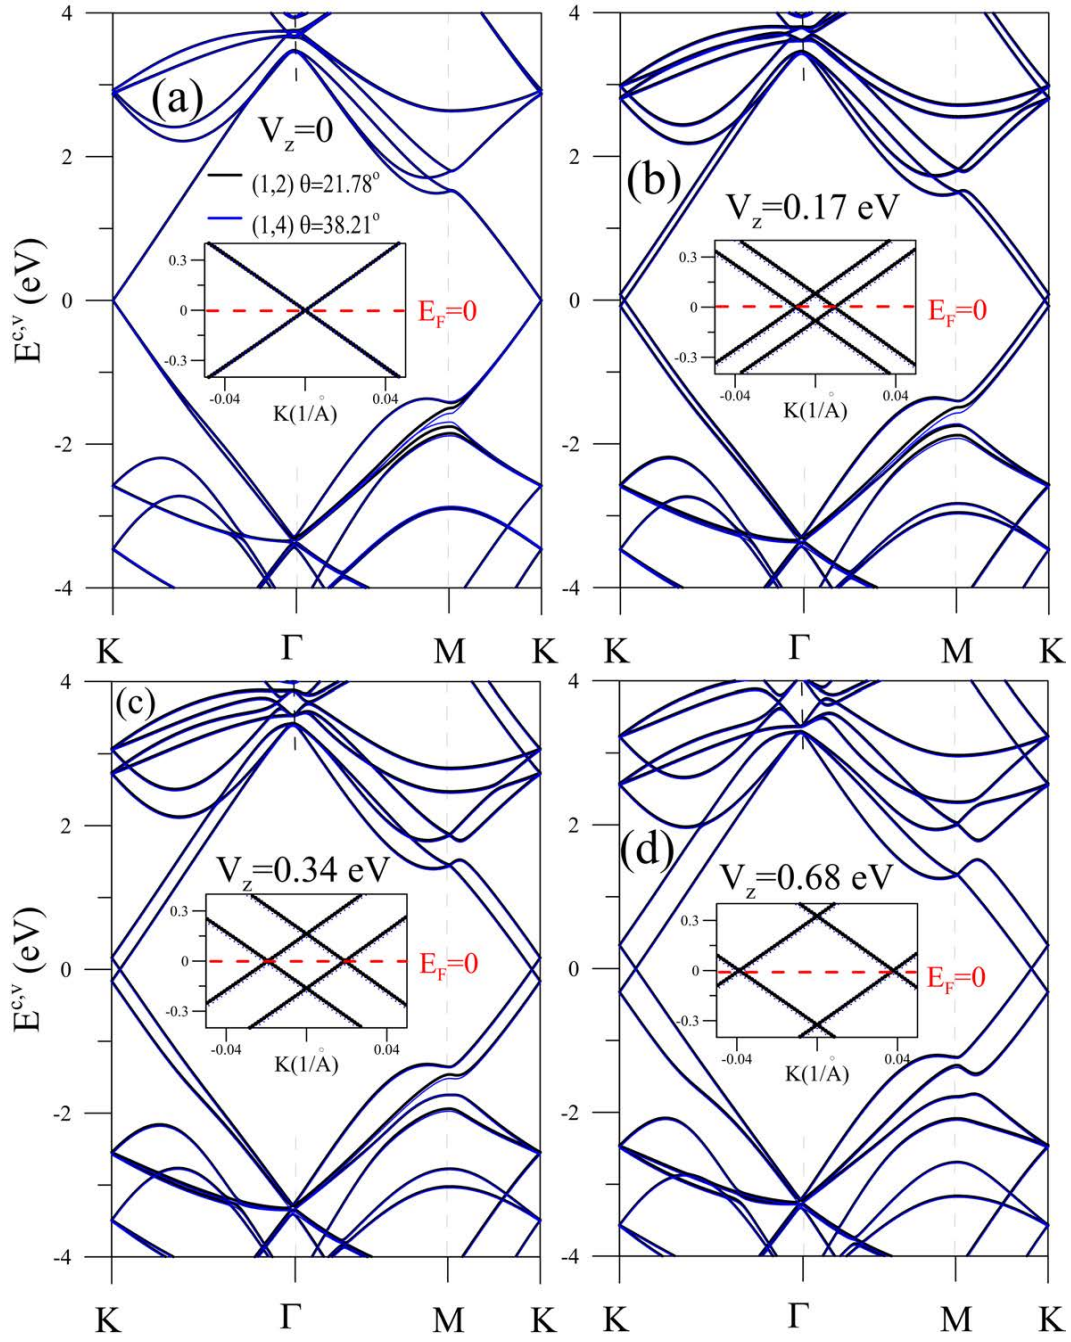 (a)
V_z=0
(1,2) θ=21.78°
(1,4) θ=38.21°
E^{c,v} (eV)
4
2
0
-2
-4
0.3
0
-0.3
E_F=0
-0.04
0.04
K(1/Å)
K
Γ
M
K
(b)
V_z=0.17 eV
4
2
0
-2
-4
0.3
0
-0.3
E_F=0
-0.04
0.04
K(1/Å)
K
Γ
M
K
(c)
V_z=0.34 eV
E^{c,v} (eV)
4
2
0
-2
-4
0.3
0
-0.3
E_F=0
-0.04
0.04
K(1/Å)
K
Γ
M
K
(d)
V_z=0.68 eV
4
2
0
-2
-4
0.3
0
-0.3
E_F=0
-0.04
0.04
K(1/Å)
K
Γ
M
K